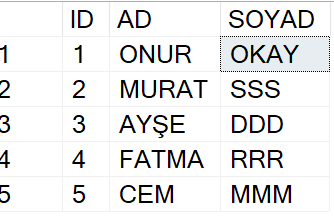 ID AD SOYAD
1 1 ONUR OKAY
2 2 MURAT SSS
3 3 AYŞE DDD
4 4 FATMA RRR
5 5 CEM MMM